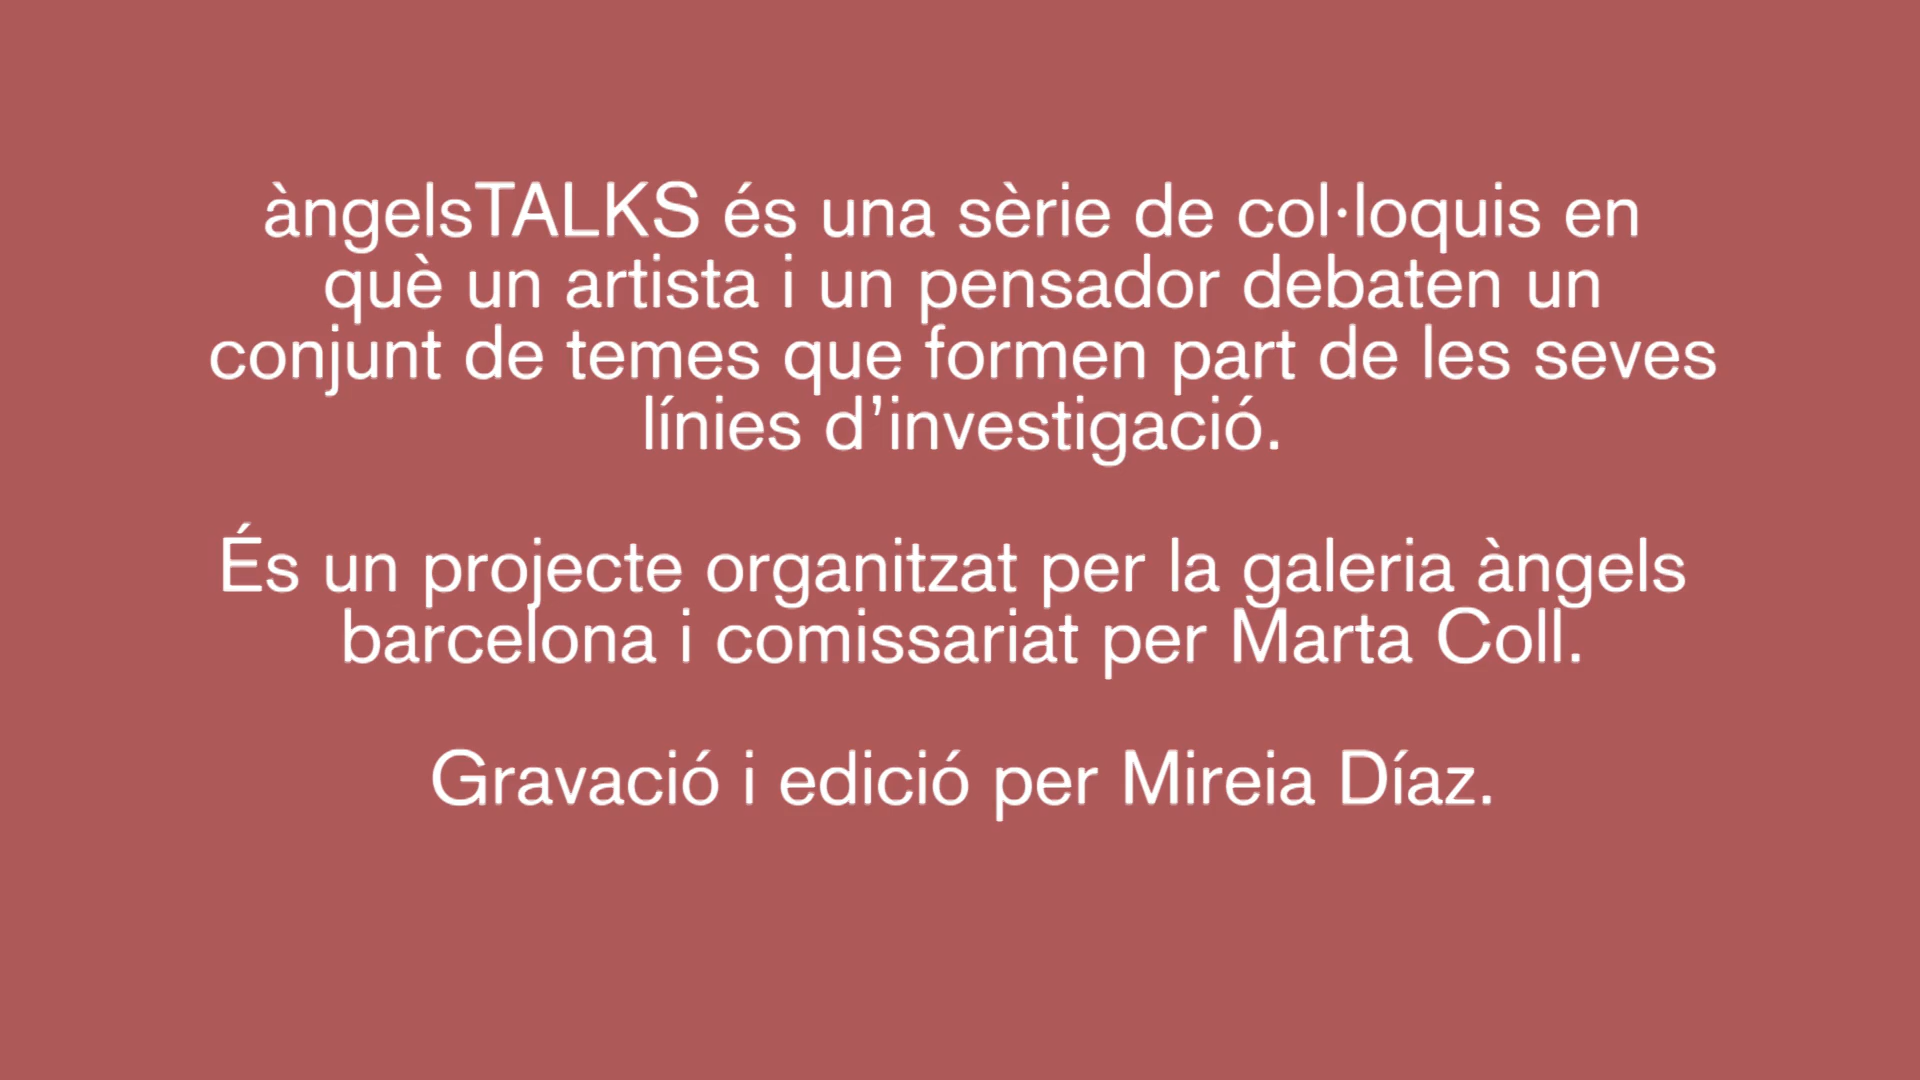 àngelsTALKS és una sèrie de col·loquis en
què un artista i un pensador debaten un
conjunt de temes que formen part de les seves
línies d’investigació.
És un projecte organitzat per la galeria àngels
barcelona i comissariat per Marta Coll.
Gravació i edició per Mireia Díaz.